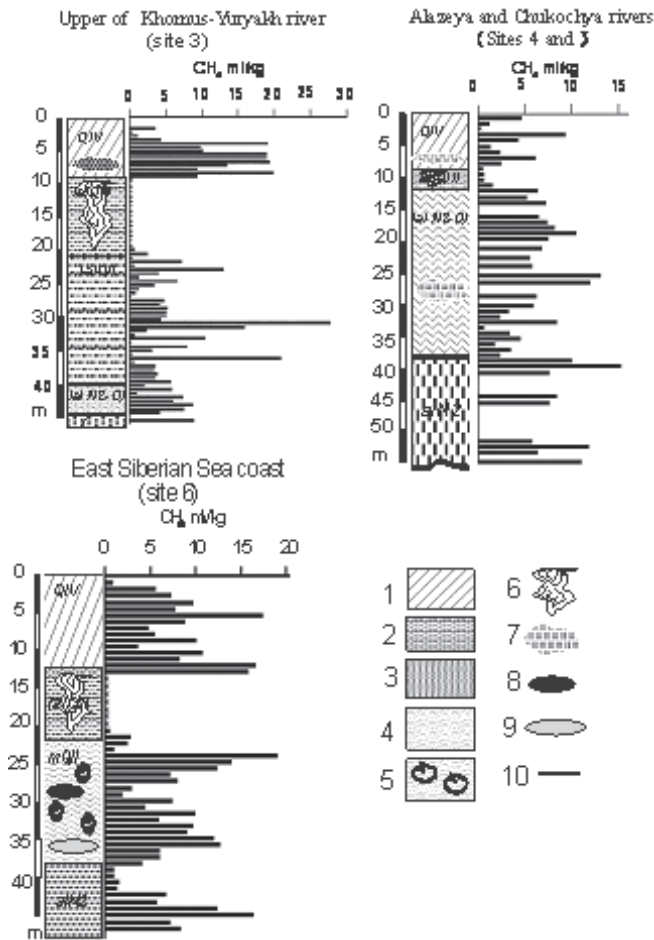 Upper of Khomus-Yuryakh river
(site 3)
CH₄ ml/kg
0 5 10 15 20 25 30
0
5
10
15
20
25
30
35
40
m
QIV
Alazeya and Chukochya rivers
(Sites 4 and
CH₄ ml/kg
0 5 10 15
0
5
10
15
20
25
30
35
40
45
50
m
QIV
East Siberian Sea coast
(site 6)
CH₄ ml/kg
0 5 10 15 20
0
5
10
15
20
25
30
35
40
m
QIV
mQII
1
2
3
4
5
6
7
8
9
10